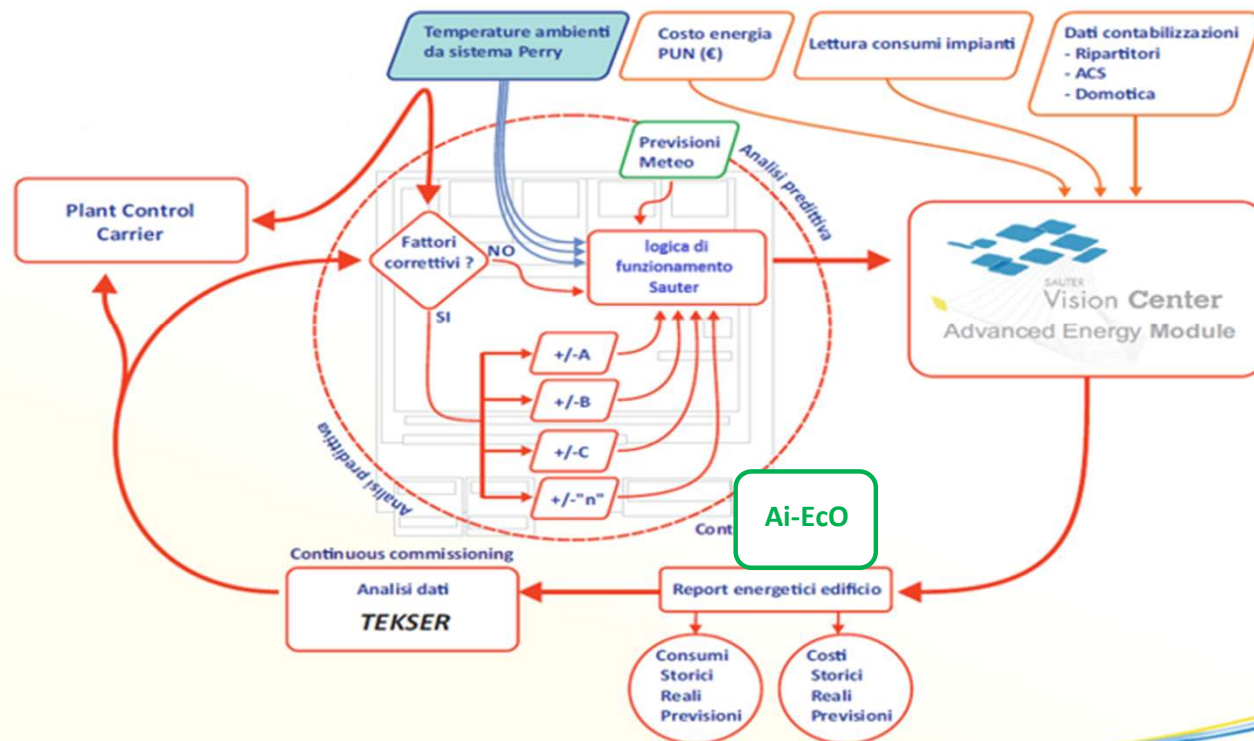 Temperature ambienti
da sistema Perry
Costo energia
PUN (€)
Lettura consumi impianti
Dati contabilizzazioni
- Ripartitori
- ACS
- Domotica
Previsioni
Meteo
Analisi predittiva
Plant Control
Carrier
Fattori
correttivi ?
NO
SI
logica di
funzionamento
Sauter
SAUTER
Vision Center
Advanced Energy Module
+/-A
+/-B
+/-C
+/-"n"
Analisi predittiva
Cont
Ai-EcO
Continuous commissioning
Analisi dati
TEKSER
Report energetici edificio
Consumi
Storici
Reali
Previsioni
Costi
Storici
Reali
Previsioni